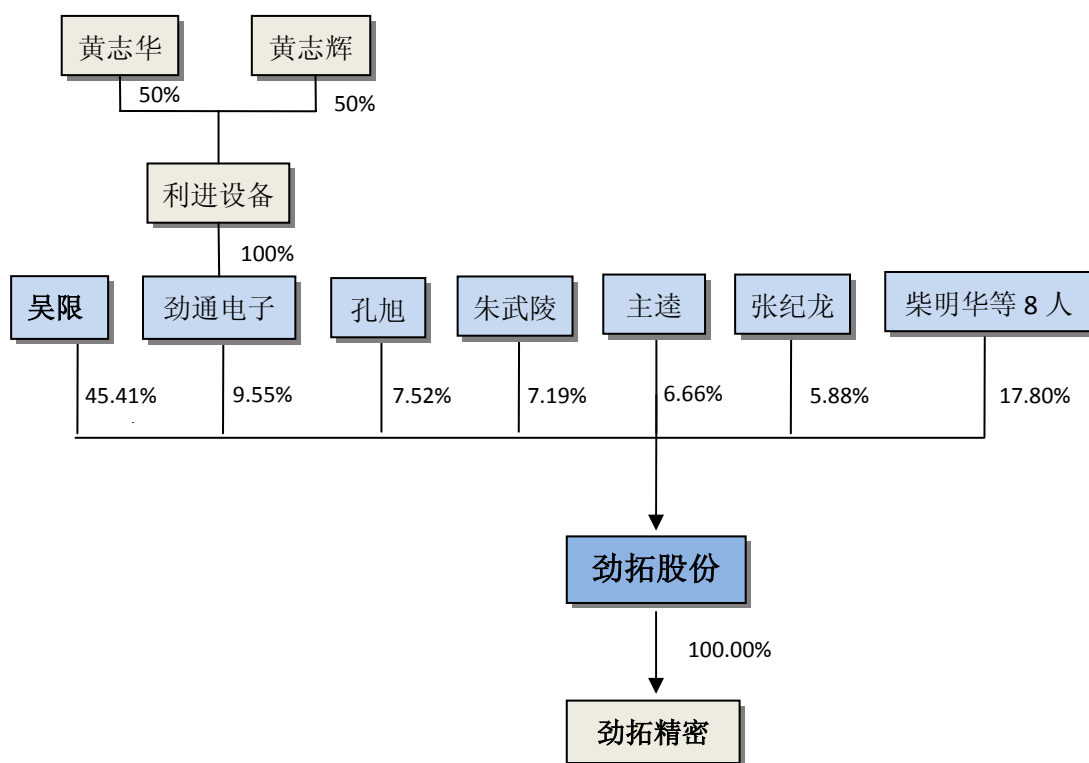 黄志华
黄志辉
50%
50%
利进设备
100%
吴限
劲通电子
孔旭
朱武陵
主逵
张纪龙
柴明华等 8 人
45.41%
9.55%
7.52%
7.19%
6.66%
5.88%
17.80%
劲拓股份
100.00%
劲拓精密